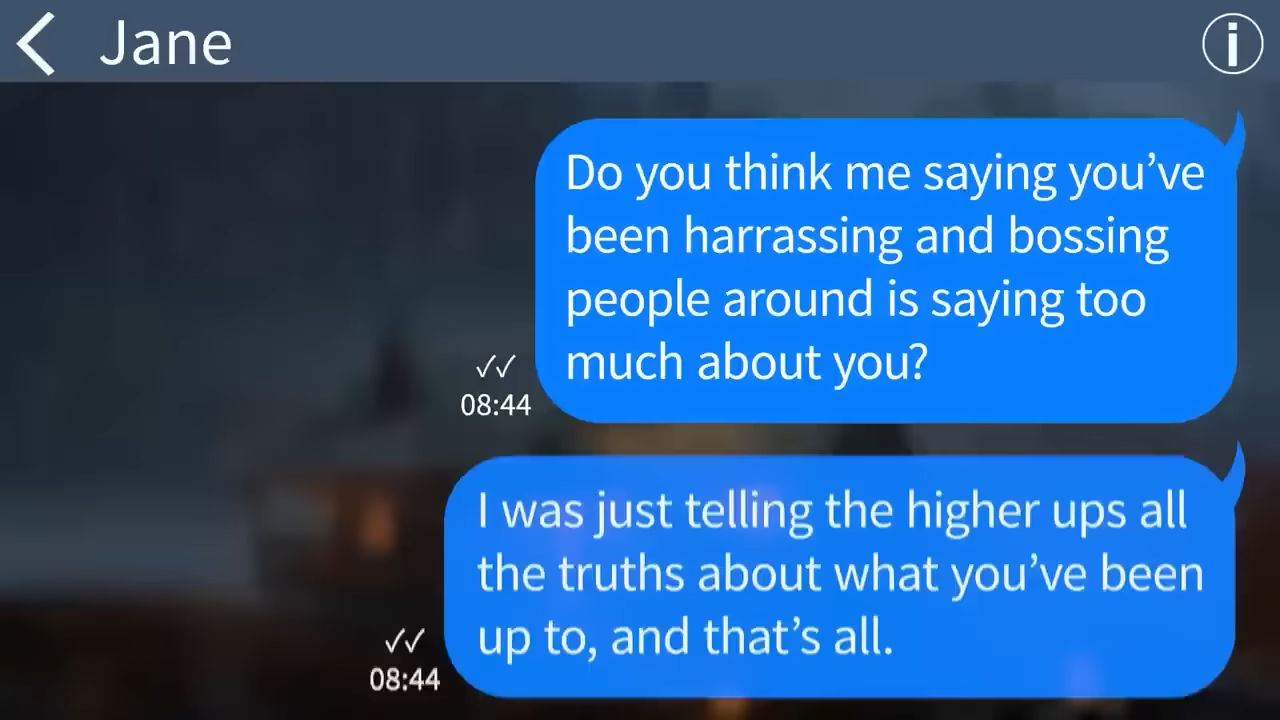 Jane
Do you think me saying you’ve
been harrassing and bossing
people around is saying too
much about you?
08:44
I was just telling the higher ups all
the truths about what you’ve been
up to, and that’s all.
08:44